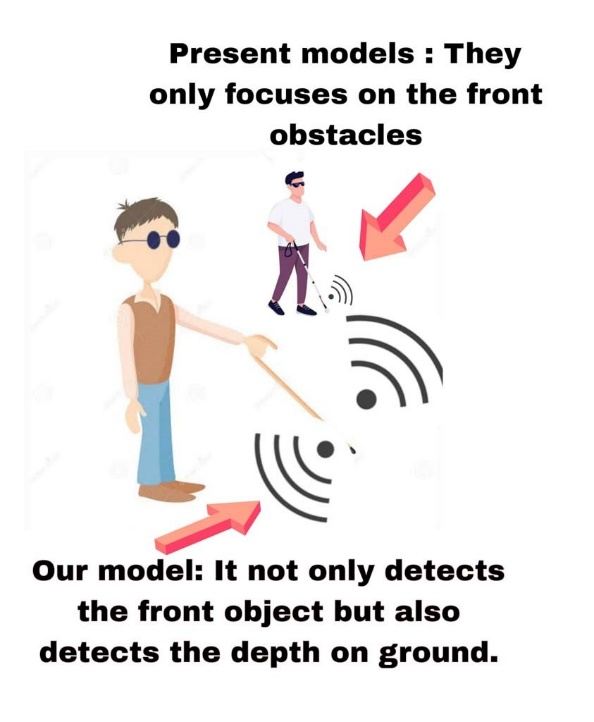 Present models : They
only focuses on the front
obstacles
Our model: It not only detects
the front object but also
detects the depth on ground.